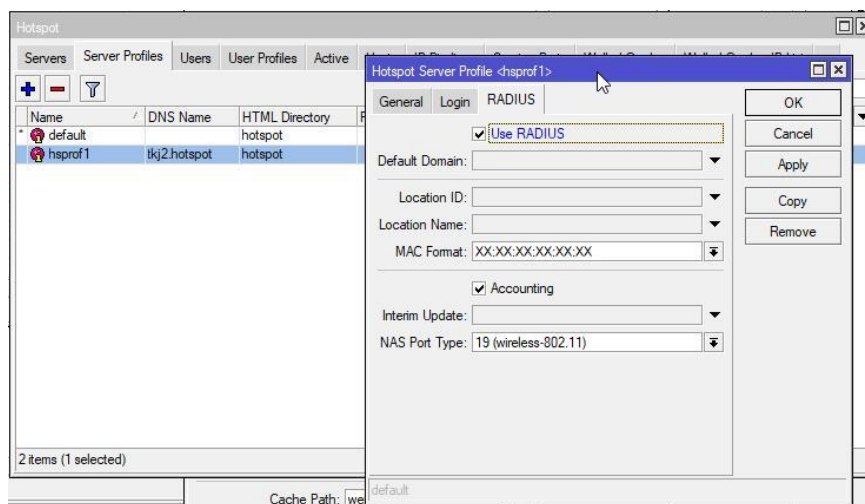 Hotspot
Servers Server Profiles Users User Profiles Active
Name DNS Name HTML Directory
* default hotspot
hsprof1 tkj2.hotspot hotspot
2 items (1 selected)
Cache Path:
Hotspot Server Profile <hsprof1>
General Login RADIUS
Use RADIUS
Default Domain:
Location ID:
Location Name:
MAC Format: XX:XX:XX:XX:XX:XX
Accounting
Interim Update:
NAS Port Type: 19 (wireless-802.11)
default
OK
Cancel
Apply
Copy
Remove